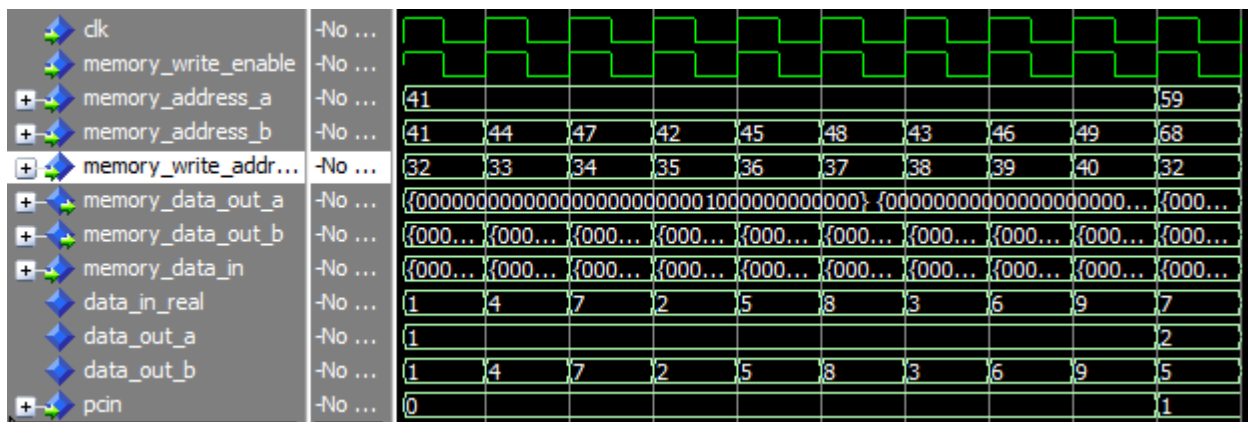 clk -No ...
memory_write_enable -No ...
memory_address_a -No ... 41 59
memory_address_b -No ... 41 44 47 42 45 48 43 46 49 68
memory_write_addr... -No ... 32 33 34 35 36 37 38 39 40 32
memory_data_out_a -No ... {00000000000000000000000001000000000000} {00000000000000000000... {000...
memory_data_out_b -No ... {000... {000... {000... {000... {000... {000... {000... {000... {000... {000...
memory_data_in -No ... {000... {000... {000... {000... {000... {000... {000... {000... {000... {000...
data_in_real -No ... 1 4 7 2 5 8 3 6 9 7
data_out_a -No ... 1 2
data_out_b -No ... 1 4 7 2 5 8 3 6 9 5
pcin -No ... 0 1